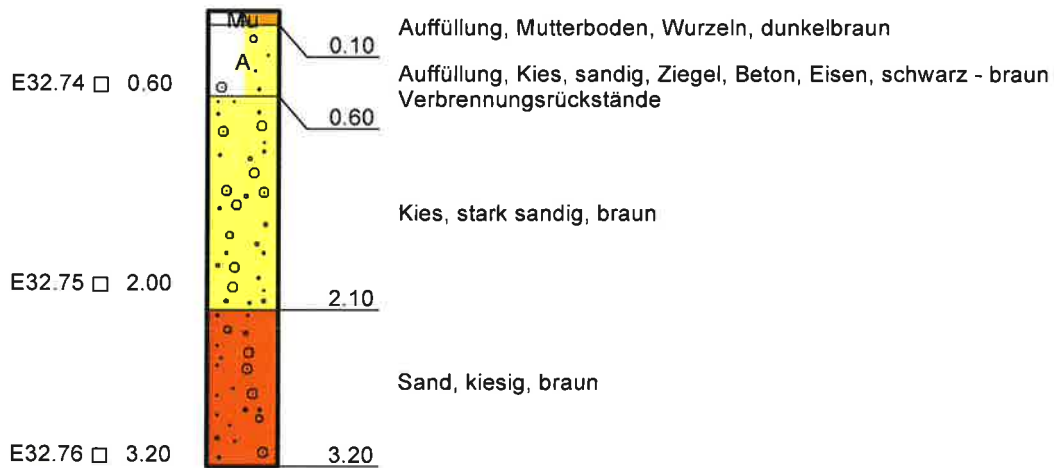 Mu
Auffüllung, Mutterboden, Wurzeln, dunkelbraun
0.10
A
Auffüllung, Kies, sandig, Ziegel, Beton, Eisen, schwarz - braun
Verbrennungsrückstände
E32.74 □ 0.60
0.60
Kies, stark sandig, braun
E32.75 □ 2.00
2.10
Sand, kiesig, braun
E32.76 □ 3.20
3.20